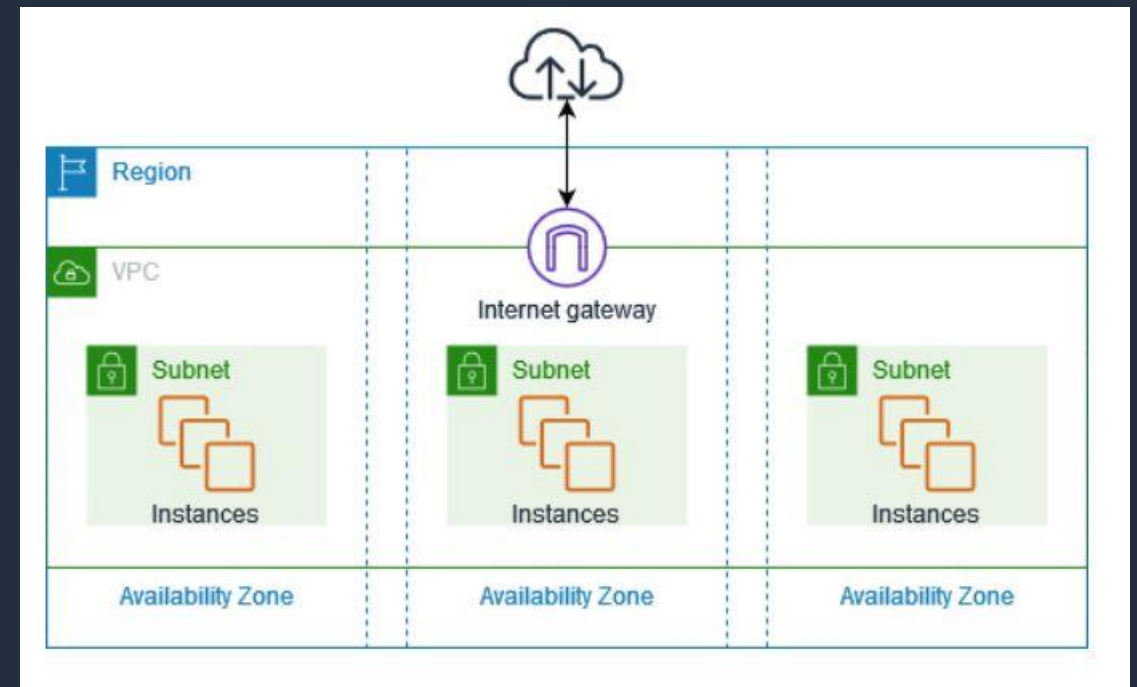 Region
VPC
Internet gateway
Subnet
Subnet
Subnet
Instances
Instances
Instances
Availability Zone
Availability Zone
Availability Zone